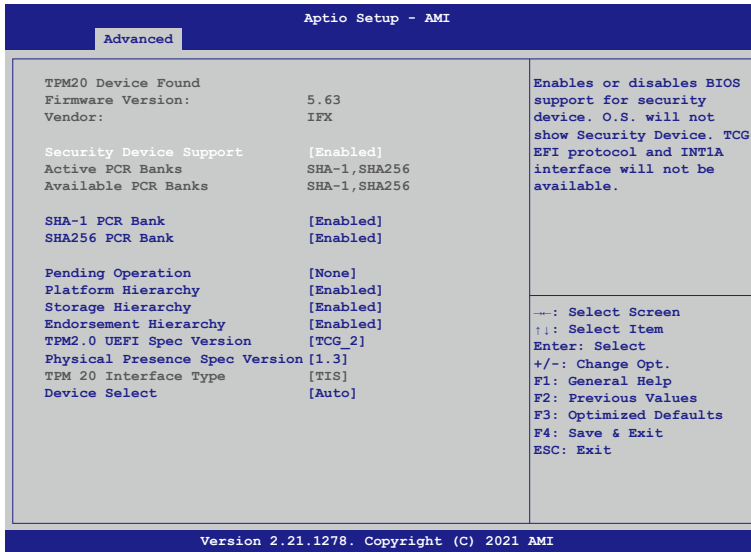 Aptio Setup - AMI
Advanced
TPM20 Device Found
Firmware Version: 5.63
Vendor: IFX
Security Device Support [Enabled]
Active PCR Banks SHA-1,SHA256
Available PCR Banks SHA-1,SHA256
SHA-1 PCR Bank [Enabled]
SHA256 PCR Bank [Enabled]
Pending Operation [None]
Platform Hierarchy [Enabled]
Storage Hierarchy [Enabled]
Endorsement Hierarchy [Enabled]
TPM2.0 UEFI Spec Version [TCG_2]
Physical Presence Spec Version [1.3]
TPM 20 Interface Type [TIS]
Device Select [Auto]
Enables or disables BIOS
support for security
device. O.S. will not
show Security Device. TCG
EFI protocol and INT1A
interface will not be
available.
→←: Select Screen
↑↓: Select Item
Enter: Select
+/-: Change Opt.
F1: General Help
F2: Previous Values
F3: Optimized Defaults
F4: Save & Exit
ESC: Exit
Version 2.21.1278. Copyright (C) 2021 AMI